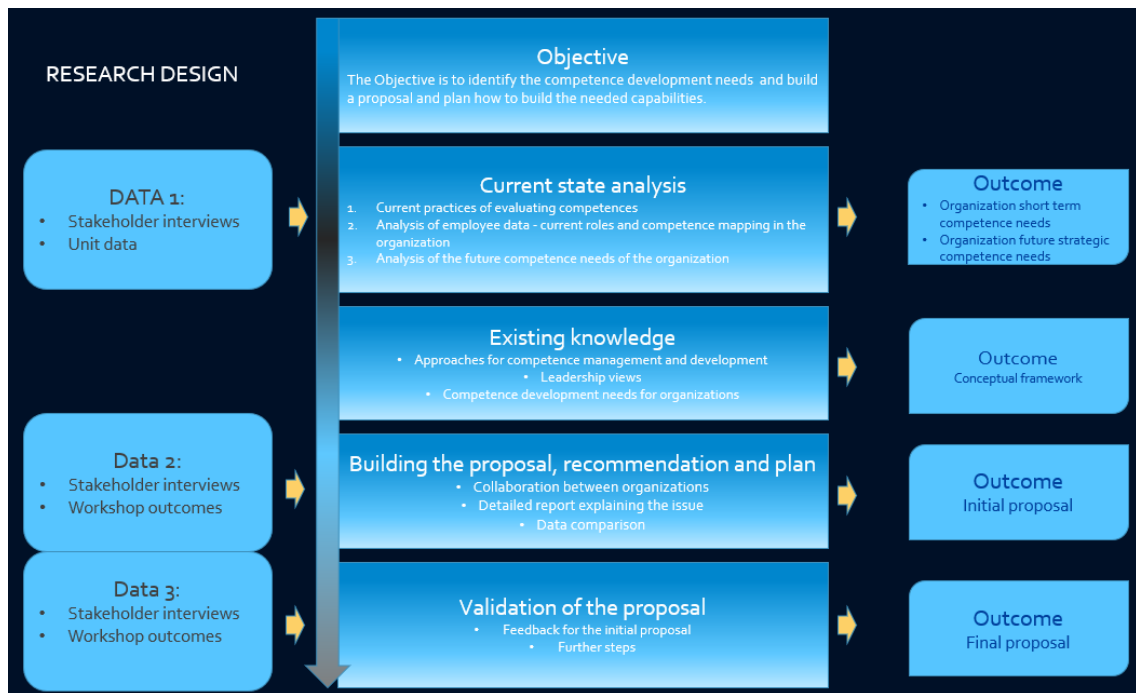 RESEARCH DESIGN
Objective
The Objective is to identify the competence development needs and build
a proposal and plan how to build the needed capabilities.
DATA 1:
• Stakeholder interviews
• Unit data
Current state analysis
1. Current practices of evaluating competences
2. Analysis of employee data - current roles and competence mapping in the
organization
3. Analysis of the future competence needs of the organization
Outcome
• Organization short term
competence needs
• Organization future strategic
competence needs
Existing knowledge
• Approaches for competence management and development
• Leadership views
• Competence development needs for organizations
Outcome
Conceptual framework
Data 2:
• Stakeholder interviews
• Workshop outcomes
Building the proposal, recommendation and plan
• Collaboration between organizations
• Detailed report explaining the issue
• Data comparison
Outcome
Initial proposal
Data 3:
• Stakeholder interviews
• Workshop outcomes
Validation of the proposal
• Feedback for the initial proposal
• Further steps
Outcome
Final proposal